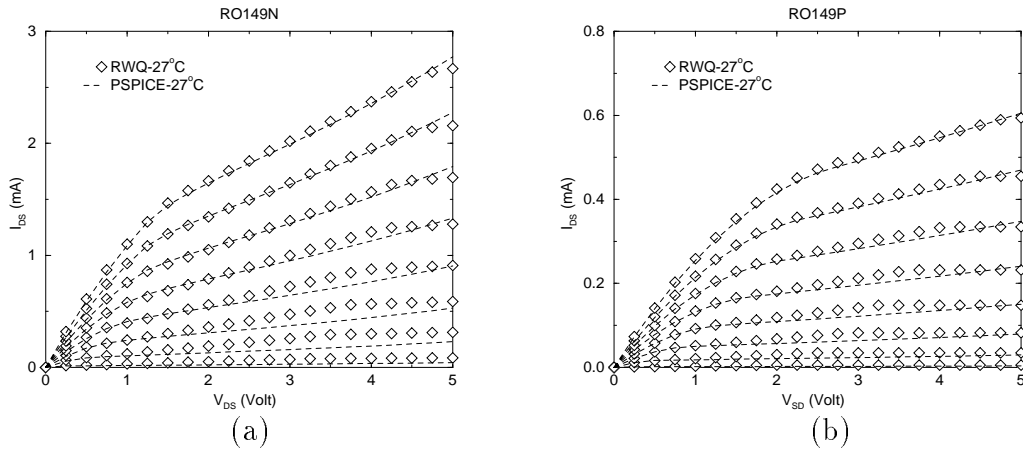 RO149N
3
2
1
0
I_DS (mA)
RWQ-27°C
PSPICE-27°C
0 1 2 3 4 5
V_DS (Volt)
(a)
RO149P
0.8
0.6
0.4
0.2
0.0
I_DS (mA)
RWQ-27°C
PSPICE-27°C
0 1 2 3 4 5
V_SD (Volt)
(b)